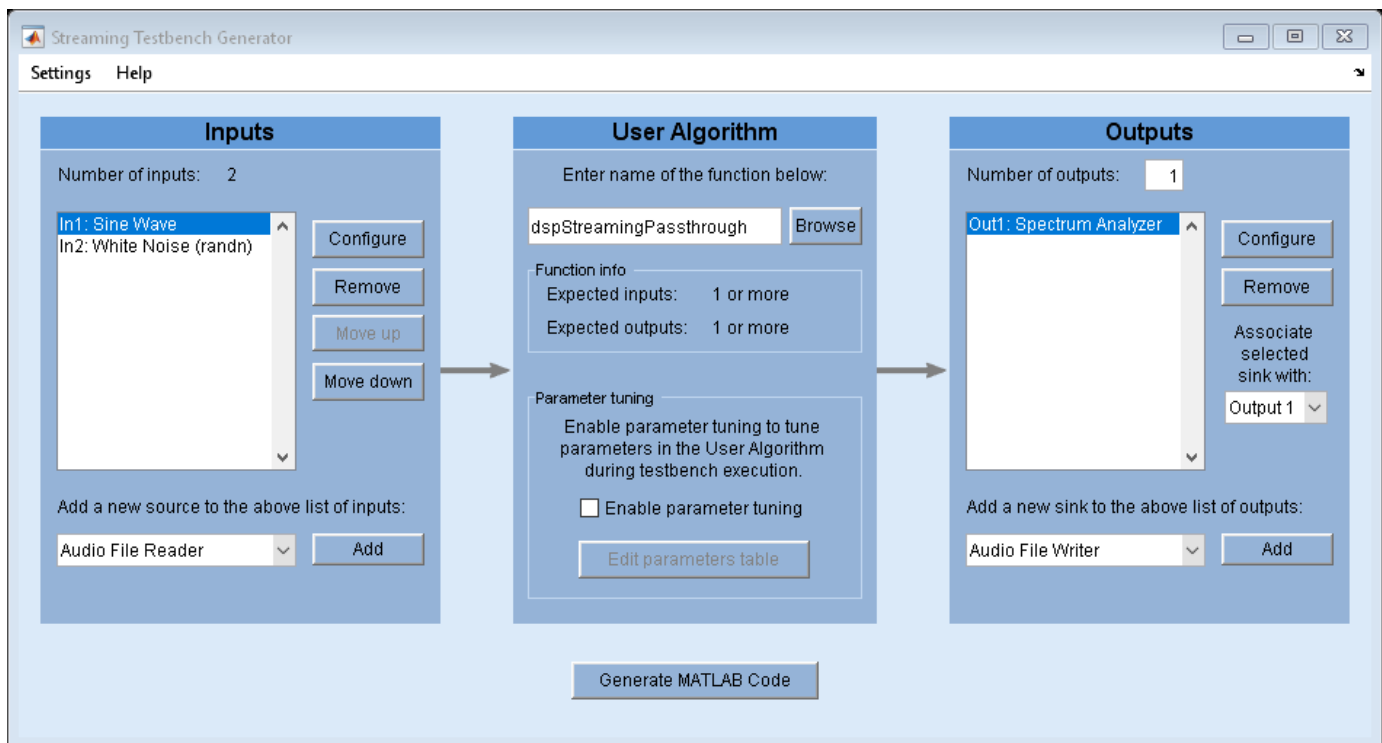 Streaming Testbench Generator
Settings Help
Inputs
Number of inputs: 2
In1: Sine Wave
In2: White Noise (randn)
Configure
Remove
Move up
Move down
Add a new source to the above list of inputs:
Audio File Reader
Add
User Algorithm
Enter name of the function below:
dspStreamingPassthrough
Browse
Function info
Expected inputs: 1 or more
Expected outputs: 1 or more
Parameter tuning
Enable parameter tuning to tune
parameters in the User Algorithm
during testbench execution.
Enable parameter tuning
Edit parameters table
Outputs
Number of outputs: 1
Out1: Spectrum Analyzer
Configure
Remove
Associate
selected
sink with:
Output 1
Add a new sink to the above list of outputs:
Audio File Writer
Add
Generate MATLAB Code